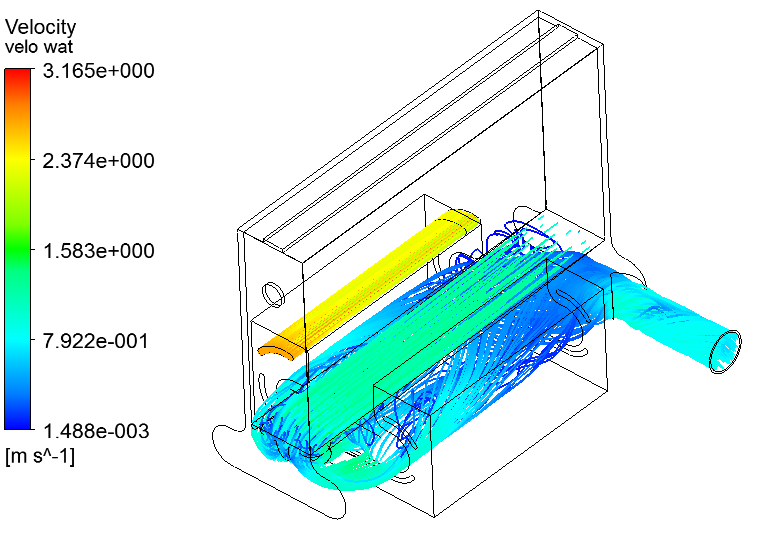 Velocity
velo wat
3.165e+000
2.374e+000
1.583e+000
7.922e-001
1.488e-003
[m s^-1]